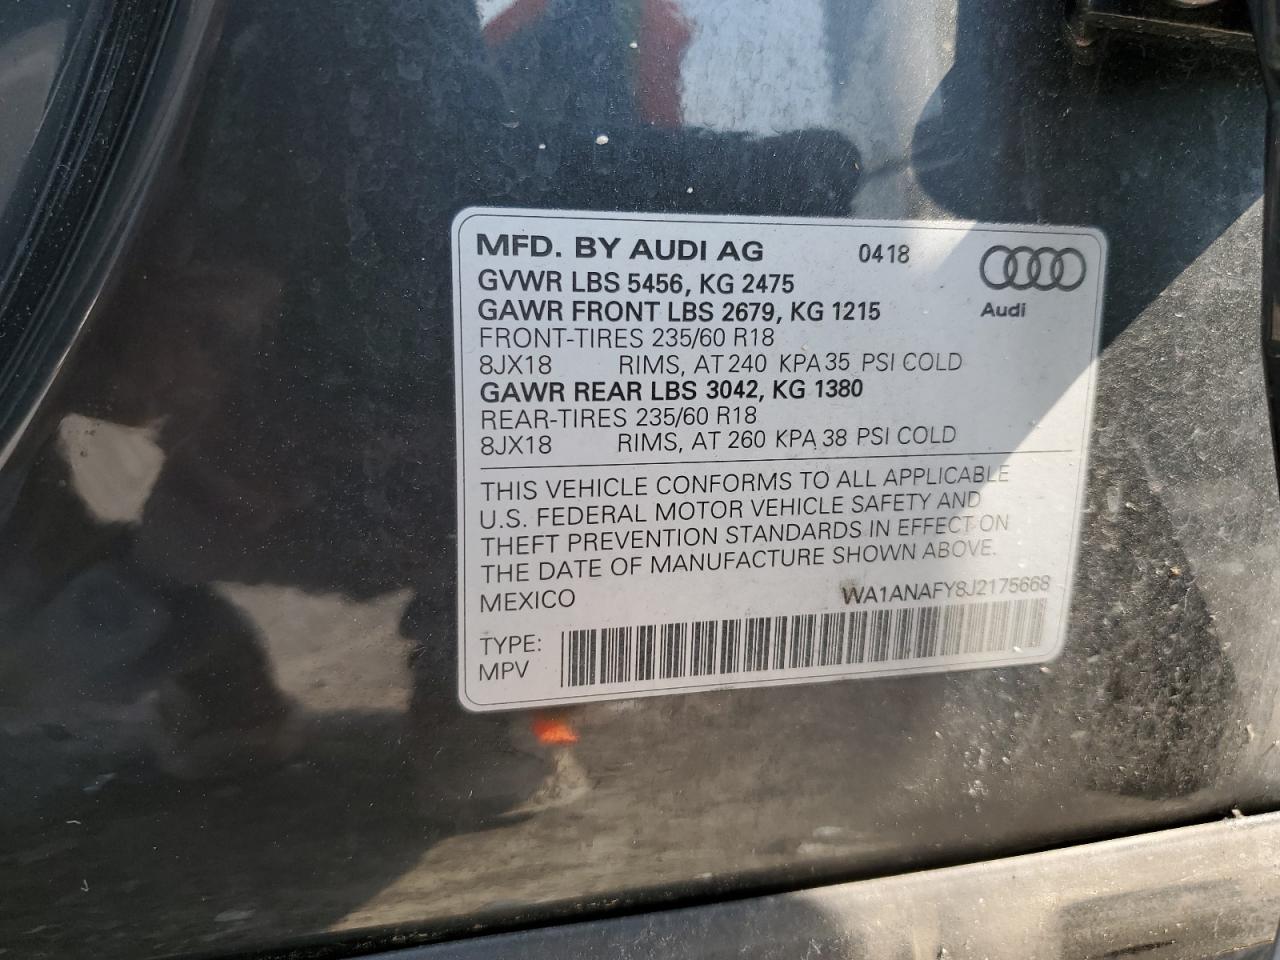 MFD. BY AUDI AG 0418
GVWR LBS 5456, KG 2475
GAWR FRONT LBS 2679, KG 1215
Audi
FRONT-TIRES 235/60 R18
8JX18 RIMS, AT 240 KPA 35 PSI COLD
GAWR REAR LBS 3042, KG 1380
REAR-TIRES 235/60 R18
8JX18 RIMS, AT 260 KPA 38 PSI COLD
THIS VEHICLE CONFORMS TO ALL APPLICABLE
U.S. FEDERAL MOTOR VEHICLE SAFETY AND
THEFT PREVENTION STANDARDS IN EFFECT ON
THE DATE OF MANUFACTURE SHOWN ABOVE.
MEXICO WA1ANAFY8J2175668
TYPE:
MPV